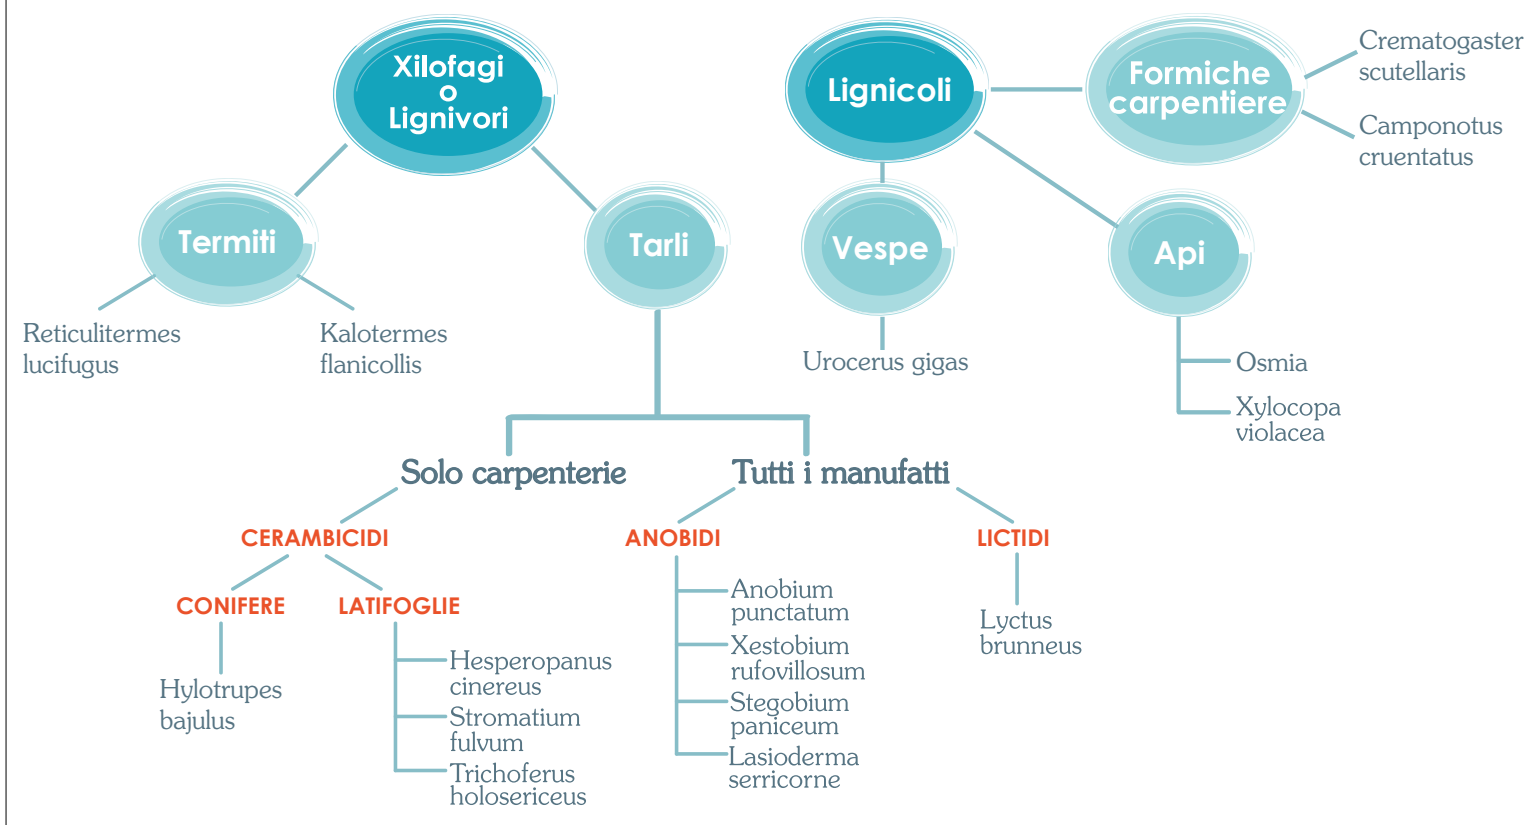 Xilofagi
o
Lignivori
Termiti
Reticulitermes
lucifugus
Kalotermes
flanicollis
Tarli
Solo carpenterie
CERAMBICIDI
CONIFERE
Hylotrupes
bajulus
LATIFOGLIE
Hesperopanus
cinereus
Stromatium
fulvum
Trichoferus
holosericeus
Tutti i manufatti
ANOBIDI
Anobium
punctatum
Xestobium
rufovillosum
Stegobium
paniceum
Lasioderma
serricorne
LICTIDI
Lyctus
brunneus
Lignicoli
Formiche
carpentiere
Crematogaster
scutellaris
Camponotus
cruentatus
Vespe
Urocerus gigas
Api
Osmia
Xylocopa
violacea